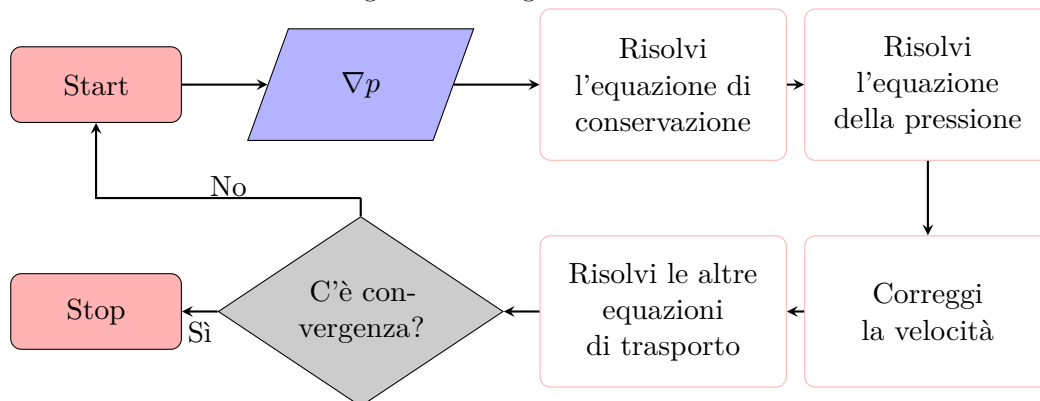 Start
∇p
Risolvi
l'equazione di
conservazione
Risolvi
l'equazione
della pressione
No
Stop
Sì
C'è con-
vergenza?
Risolvi le altre
equazioni
di trasporto
Correggi
la velocità